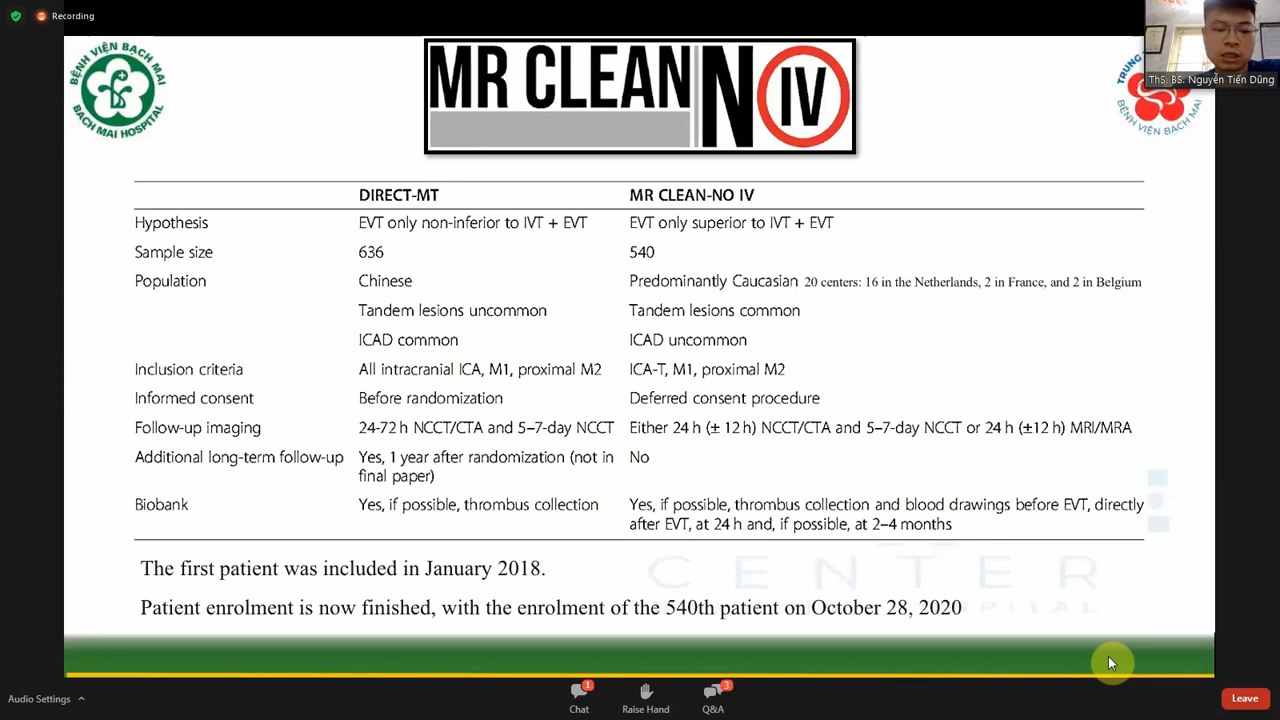 Recording
BỆNH VIỆN BẠCH MAI
BACH MAI HOSPITAL
MR CLEAN NO IV
TRUNG
BỆNH VIỆN BẠCH MAI
ThS. BS. Nguyễn Tiến Dũng
DIRECT-MT MR CLEAN-NO IV
Hypothesis EVT only non-inferior to IVT + EVT EVT only superior to IVT + EVT
Sample size 636 540
Population Chinese Predominantly Caucasian 20 centers: 16 in the Netherlands, 2 in France, and 2 in Belgium
Tandem lesions uncommon Tandem lesions common
ICAD common ICAD uncommon
Inclusion criteria All intracranial ICA, M1, proximal M2 ICA-T, M1, proximal M2
Informed consent Before randomization Deferred consent procedure
Follow-up imaging 24-72 h NCCT/CTA and 5–7-day NCCT Either 24 h (± 12 h) NCCT/CTA and 5–7-day NCCT or 24 h (±12 h) MRI/MRA
Additional long-term follow-up Yes, 1 year after randomization (not in No
final paper)
Biobank Yes, if possible, thrombus collection Yes, if possible, thrombus collection and blood drawings before EVT, directly
after EVT, at 24 h and, if possible, at 2–4 months
The first patient was included in January 2018.
CENTER
Patient enrolment is now finished, with the enrolment of the 540th patient on October 28, 2020
Audio Settings
1
Chat
Raise Hand
3
Q&A
Leave